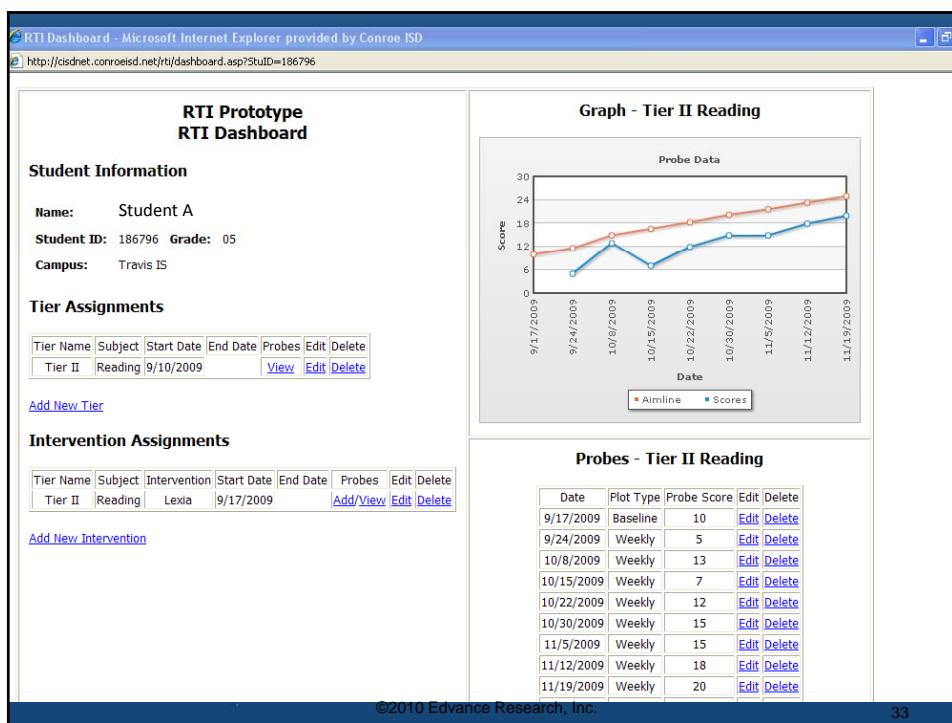 RTI Dashboard - Microsoft Internet Explorer provided by Conroe ISD
http://cisdnet.conroeisd.net/rti/dashboard.asp?StuID=186796
RTI Prototype
RTI Dashboard
Student Information
Name: Student A
Student ID: 186796 Grade: 05
Campus: Travis IS
Tier Assignments
Tier Name Subject Start Date End Date Probes Edit Delete
Tier II Reading 9/10/2009 View Edit Delete
Add New Tier
Intervention Assignments
Tier Name Subject Intervention Start Date End Date Probes Edit Delete
Tier II Reading Lexia 9/17/2009 Add/View Edit Delete
Add New Intervention
Graph - Tier II Reading
Probe Data
Score
30
24
18
12
6
0
9/17/2009
9/24/2009
10/8/2009
10/15/2009
10/22/2009
10/30/2009
11/5/2009
11/12/2009
11/19/2009
Date
Aimline Scores
Probes - Tier II Reading
Date Plot Type Probe Score Edit Delete
9/17/2009 Baseline 10 Edit Delete
9/24/2009 Weekly 5 Edit Delete
10/8/2009 Weekly 13 Edit Delete
10/15/2009 Weekly 7 Edit Delete
10/22/2009 Weekly 12 Edit Delete
10/30/2009 Weekly 15 Edit Delete
11/5/2009 Weekly 15 Edit Delete
11/12/2009 Weekly 18 Edit Delete
11/19/2009 Weekly 20 Edit Delete
©2010 Edvance Research, Inc.
33